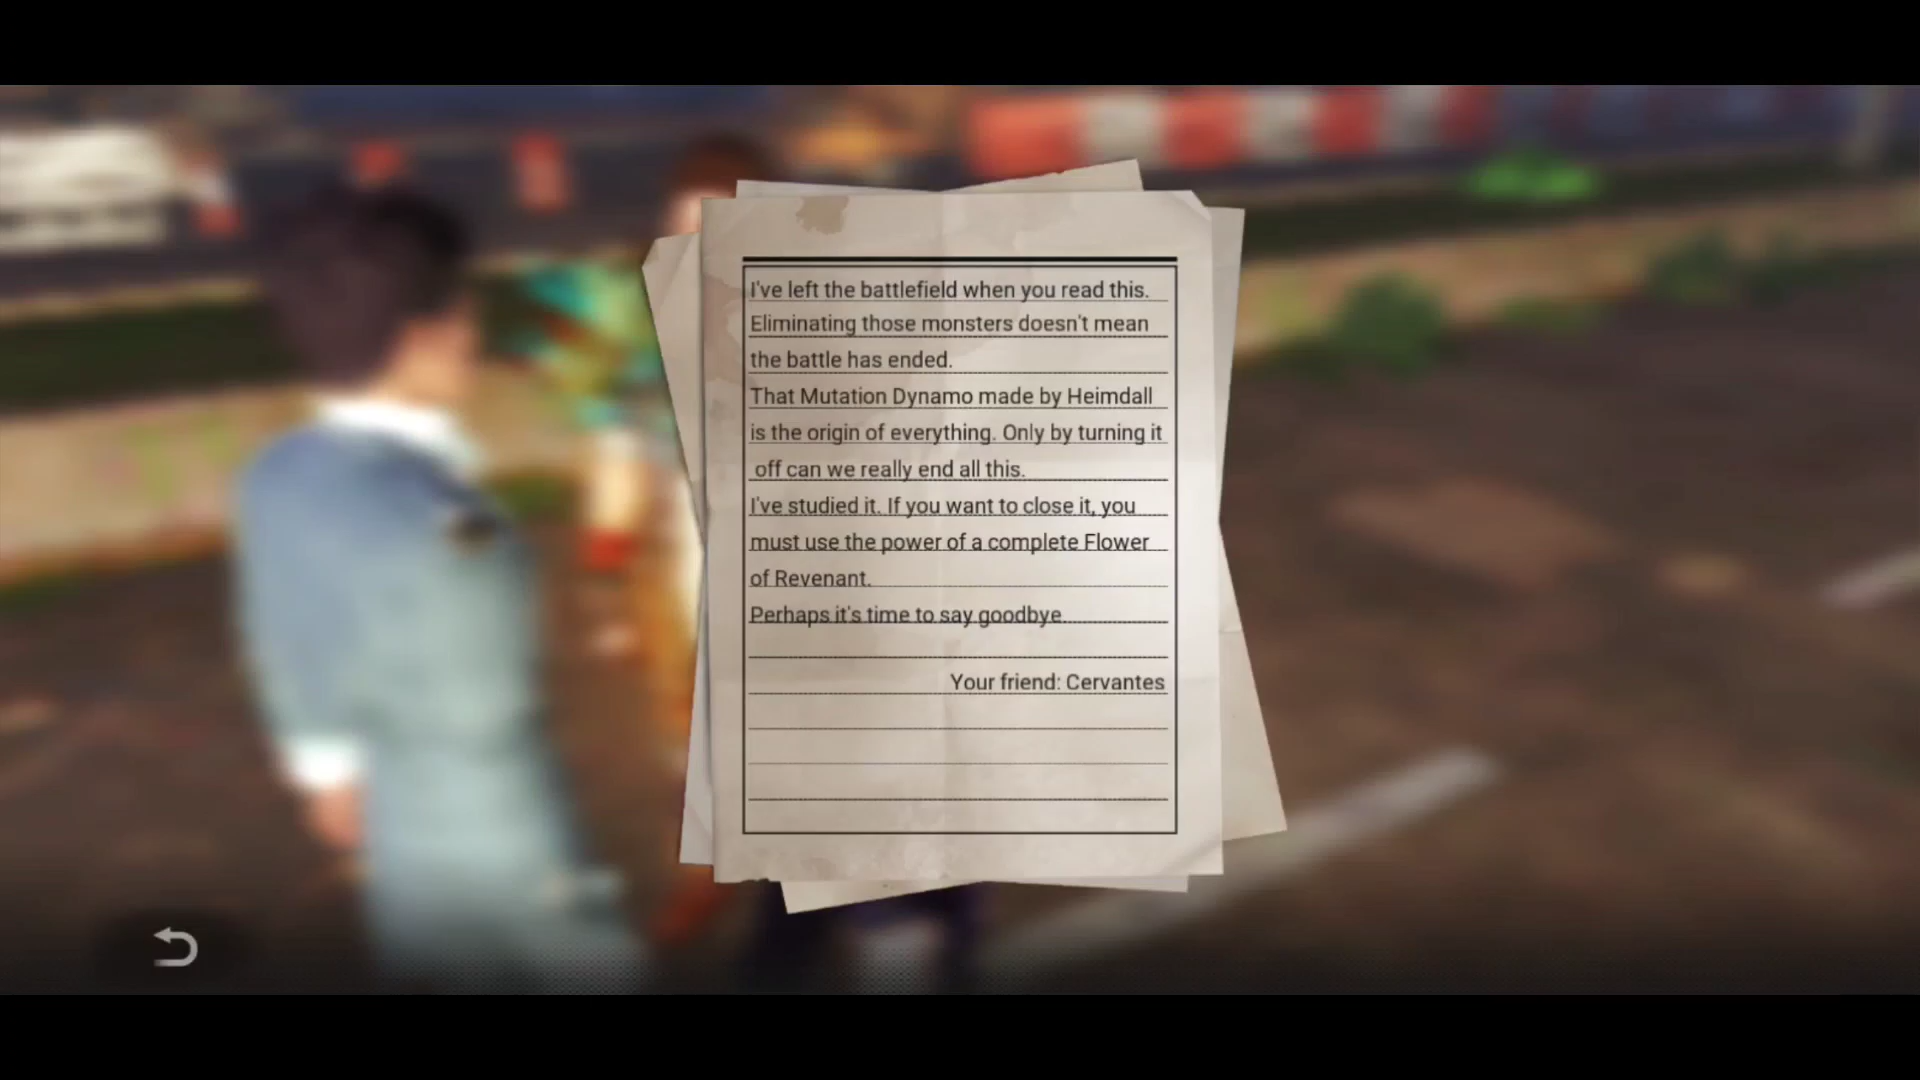 I've left the battlefield when you read this.
Eliminating those monsters doesn't mean
the battle has ended.
That Mutation Dynamo made by Heimdall
is the origin of everything. Only by turning it
off can we really end all this.
I've studied it. If you want to close it, you
must use the power of a complete Flower
of Revenant.
Perhaps it's time to say goodbye.
Your friend: Cervantes